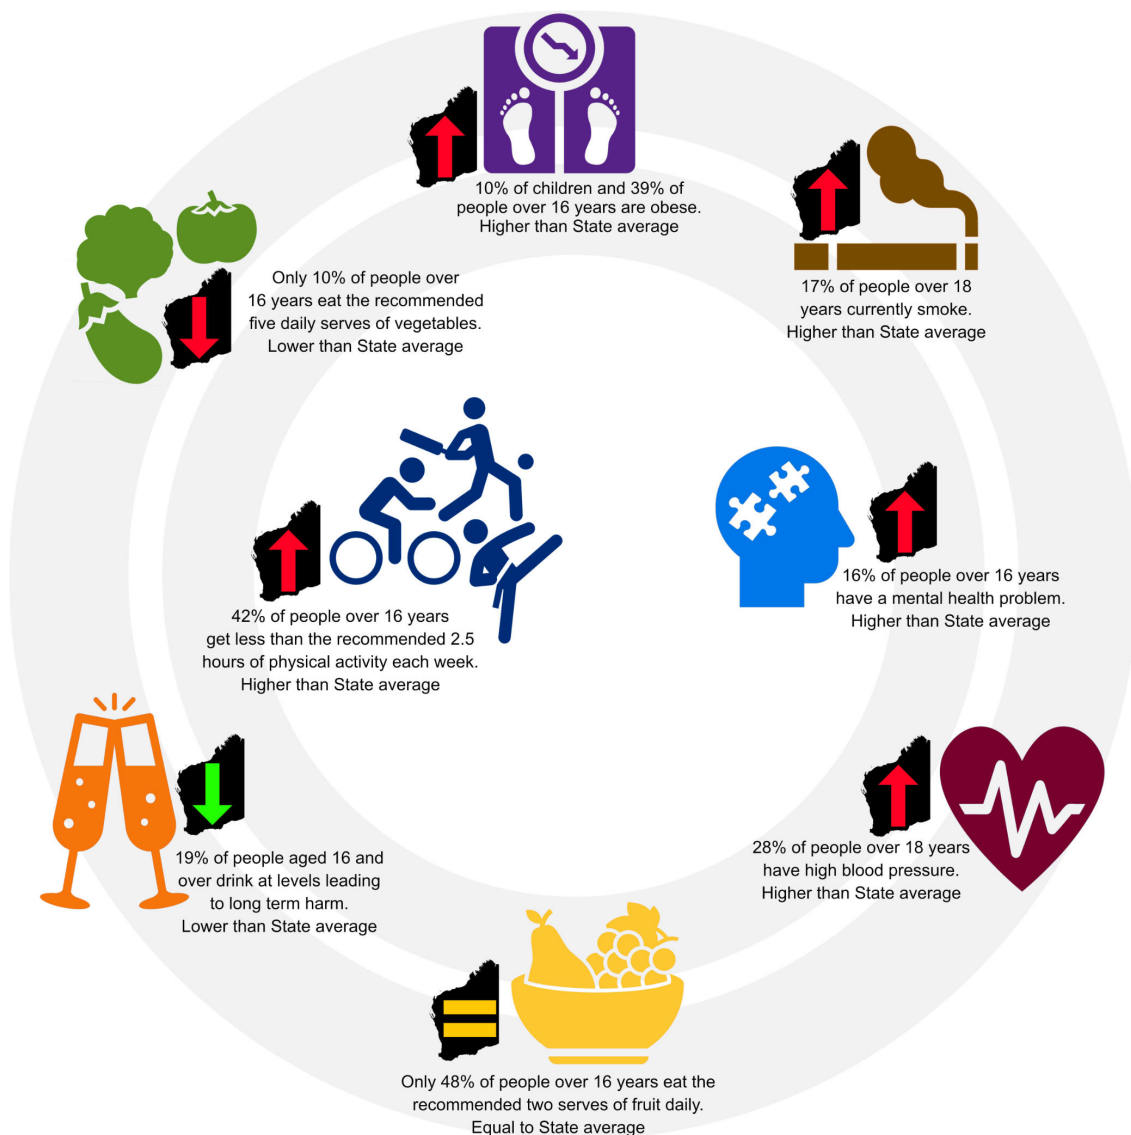 10% of children and 39% of
people over 16 years are obese.
Higher than State average
17% of people over 18
years currently smoke.
Higher than State average
Only 10% of people over
16 years eat the recommended
five daily serves of vegetables.
Lower than State average
16% of people over 16 years
have a mental health problem.
Higher than State average
42% of people over 16 years
get less than the recommended 2.5
hours of physical activity each week.
Higher than State average
28% of people over 18 years
have high blood pressure.
Higher than State average
19% of people aged 16 and
over drink at levels leading
to long term harm.
Lower than State average
Only 48% of people over 16 years eat the
recommended two serves of fruit daily.
Equal to State average